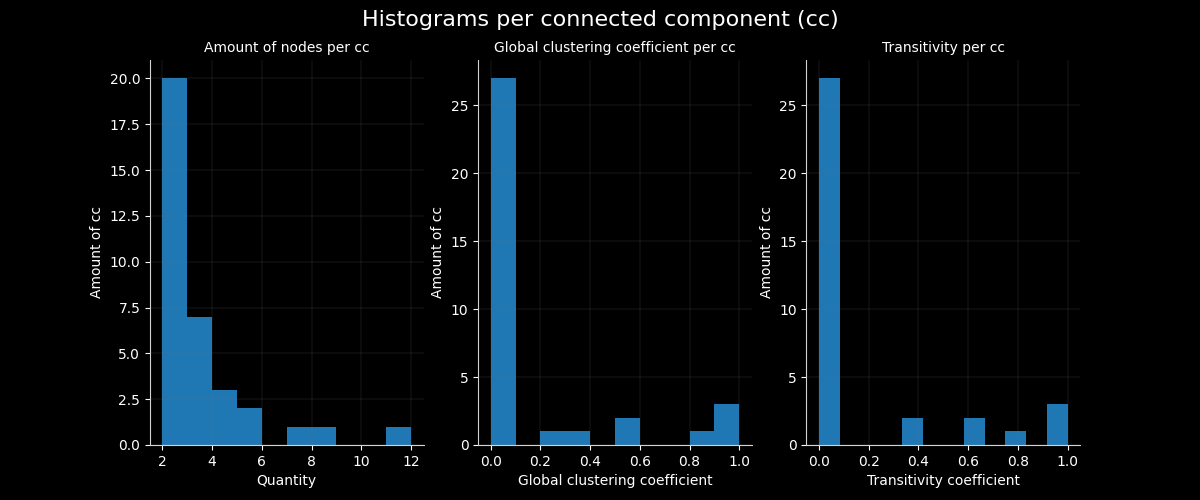 Histograms per connected component (cc)
Amount of nodes per cc
Amount of cc
20.0
17.5
15.0
12.5
10.0
7.5
5.0
2.5
0.0
2 4 6 8 10 12
Quantity
Global clustering coefficient per cc
Amount of cc
25
20
15
10
5
0
0.0 0.2 0.4 0.6 0.8 1.0
Global clustering coefficient
Transitivity per cc
Amount of cc
25
20
15
10
5
0
0.0 0.2 0.4 0.6 0.8 1.0
Transitivity coefficient